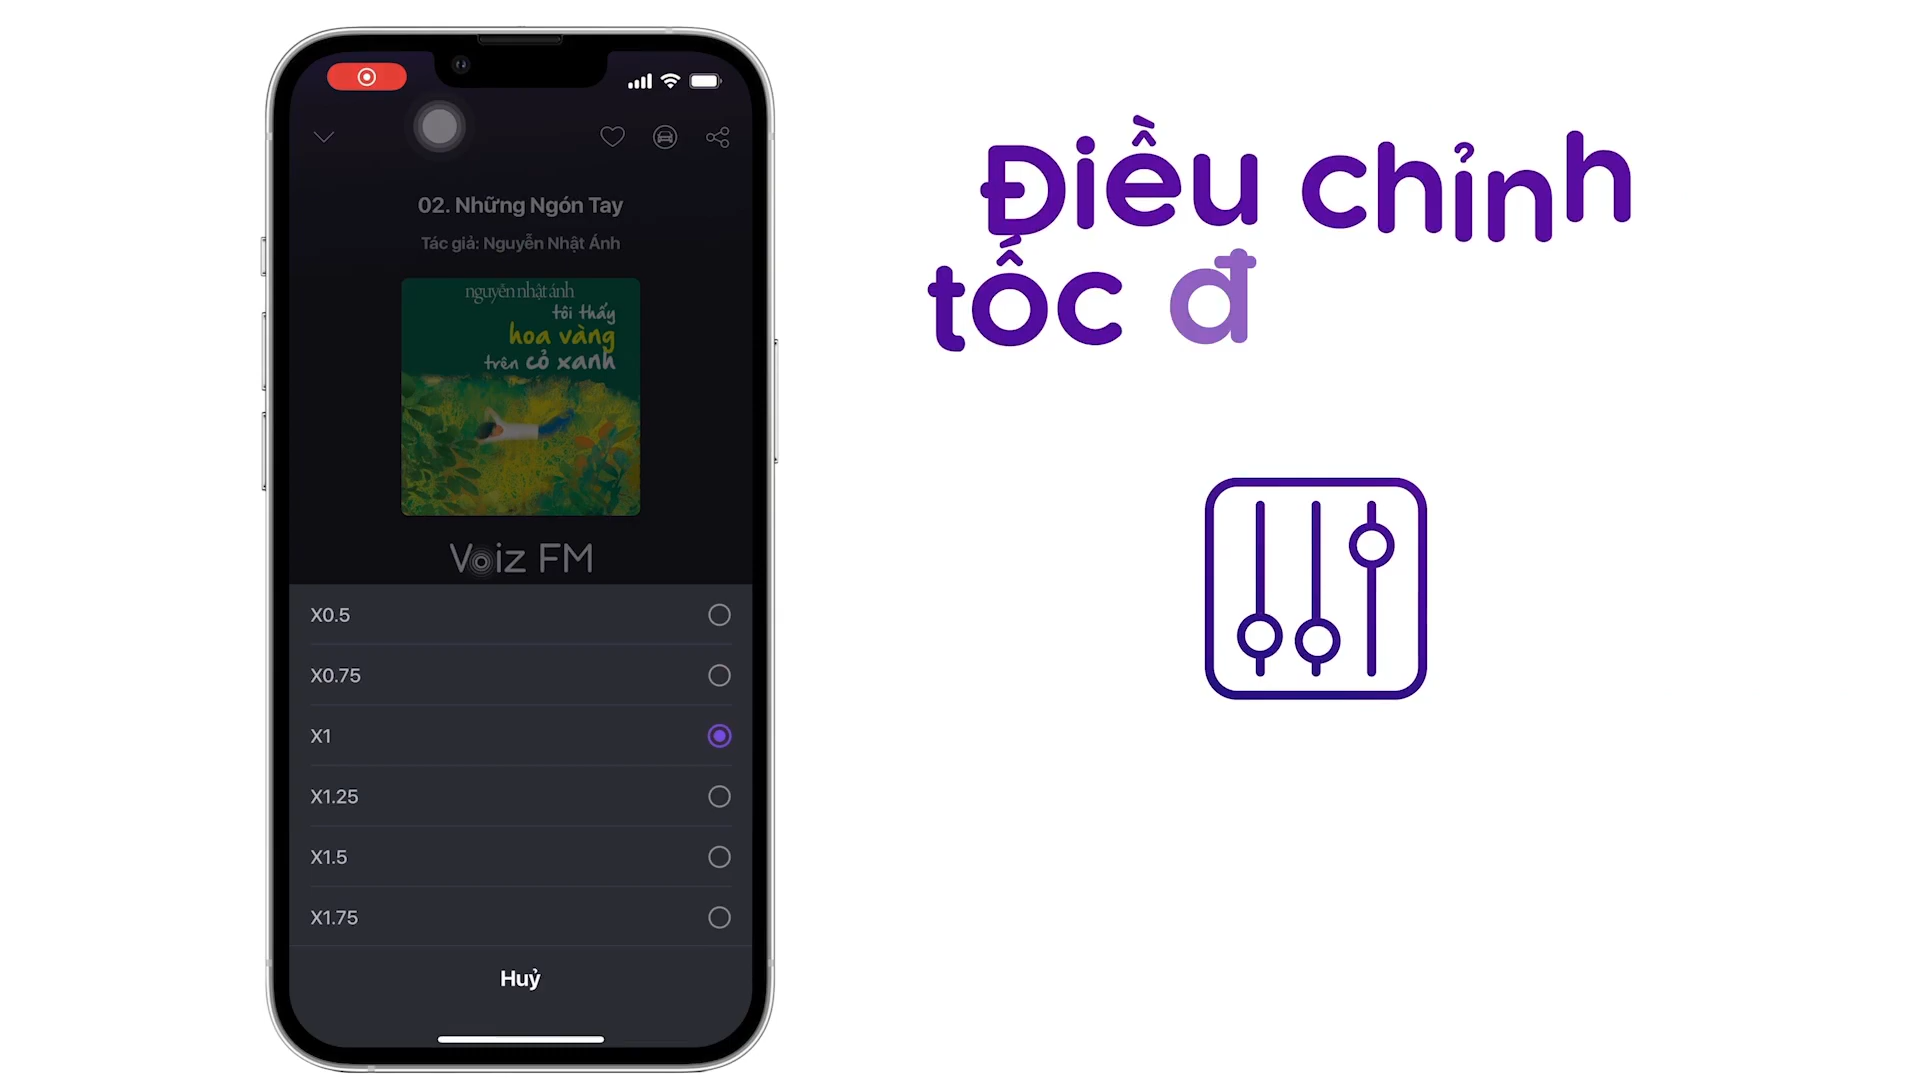 02. Những Ngón Tay
Tác giả: Nguyễn Nhật Ánh
nguyễn nhật ánh
tôi thấy
hoa vàng
trên cỏ xanh
Voiz FM
X0.5
X0.75
X1
X1.25
X1.5
X1.75
Huỷ
Điều chỉnh
tốc đ